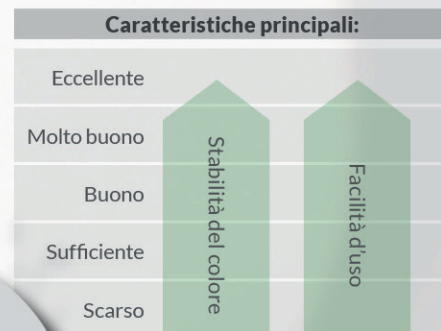 Caratteristiche principali:
Eccellente
Molto buono
Buono
Sufficiente
Scarso
Stabilità del colore
Facilità d'uso